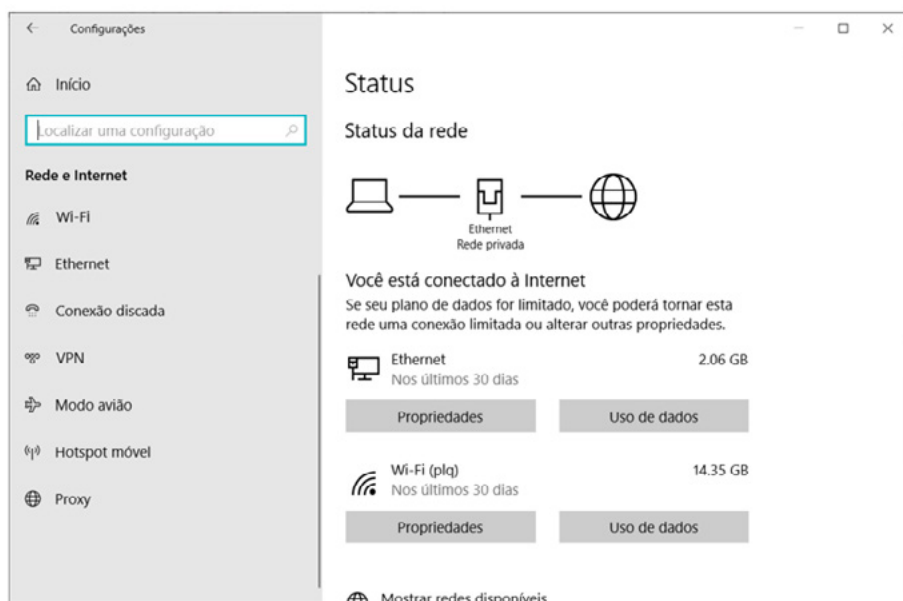 Configurações
Início
Localizar uma configuração
Rede e Internet
Wi-Fi
Ethernet
Conexão discada
VPN
Modo avião
Hotspot móvel
Proxy
Status
Status da rede
Ethernet
Rede privada
Você está conectado à Internet
Se seu plano de dados for limitado, você poderá tornar esta
rede uma conexão limitada ou alterar outras propriedades.
Ethernet 2.06 GB
Nos últimos 30 dias
Propriedades Uso de dados
Wi-Fi (plq) 14.35 GB
Nos últimos 30 dias
Propriedades Uso de dados
Mostrar redes disponíveis